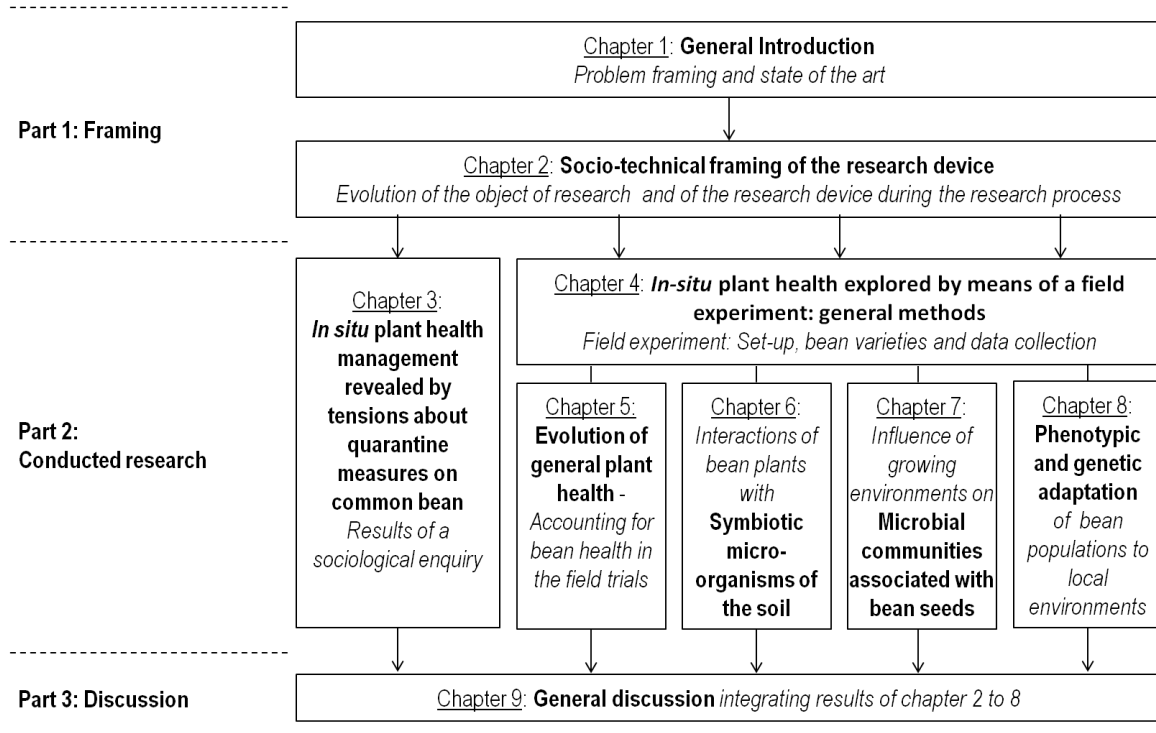 Chapter 1: General Introduction
Problem framing and state of the art
Part 1: Framing
Chapter 2: Socio-technical framing of the research device
Evolution of the object of research and of the research device during the research process
Part 2:
Conducted research
Chapter 3:
In situ plant health
management
revealed by
tensions about
quarantine
measures on
common bean
Results of a
sociological enquiry
Chapter 4: In-situ plant health explored by means of a field
experiment: general methods
Field experiment: Set-up, bean varieties and data collection
Chapter 5:
Evolution of
general plant
health -
Accounting for
bean health in
the field trials
Chapter 6:
Interactions of
bean plants
with
Symbiotic
micro-
organisms of
the soil
Chapter 7:
Influence of
growing
environments on
Microbial
communities
associated with
bean seeds
Chapter 8:
Phenotypic
and genetic
adaptation
of bean
populations to
local
environments
Part 3: Discussion
Chapter 9: General discussion integrating results of chapter 2 to 8